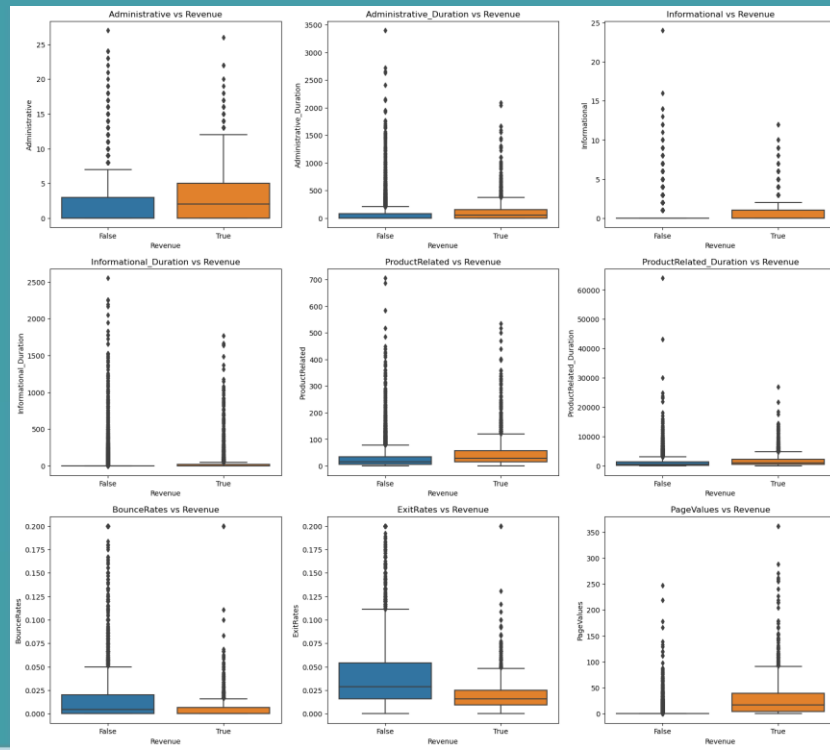 Administrative vs Revenue
Administrative
25
20
15
10
5
0
False
True
Revenue
Administrative_Duration vs Revenue
Administrative_Duration
3500
3000
2500
2000
1500
1000
500
0
False
True
Revenue
Informational vs Revenue
Informational
25
20
15
10
5
0
False
True
Revenue
Informational_Duration vs Revenue
Informational_Duration
2500
2000
1500
1000
500
0
False
True
Revenue
ProductRelated vs Revenue
ProductRelated
700
600
500
400
300
200
100
0
False
True
Revenue
ProductRelated_Duration vs Revenue
ProductRelated_Duration
60000
50000
40000
30000
20000
10000
0
False
True
Revenue
BounceRates vs Revenue
BounceRates
0.200
0.175
0.150
0.125
0.100
0.075
0.050
0.025
0.000
False
True
Revenue
ExitRates vs Revenue
ExitRates
0.200
0.175
0.150
0.125
0.100
0.075
0.050
0.025
0.000
False
True
Revenue
PageValues vs Revenue
PageValues
350
300
250
200
150
100
50
0
False
True
Revenue